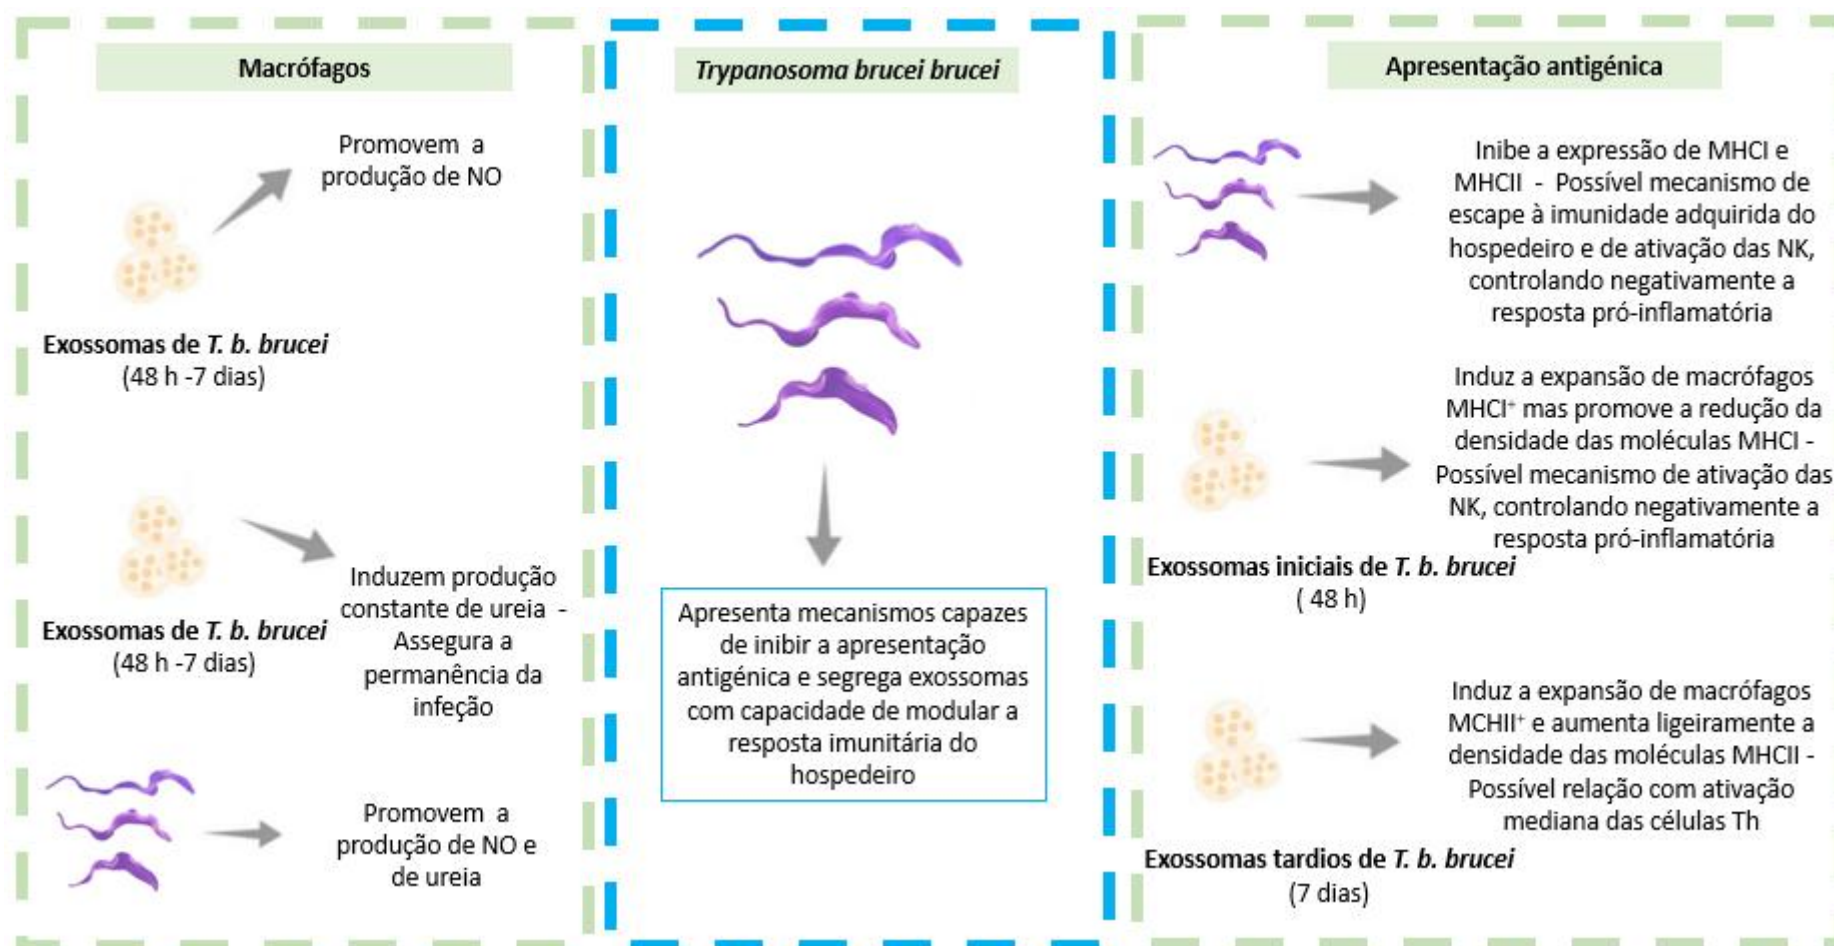 Macrófagos
Promovem a
produção de NO
Exossomas de T. b. brucei
(48 h -7 dias)
Induzem produção
constante de ureia -
Assegura a
permanência da
infeção
Exossomas de T. b. brucei
(48 h -7 dias)
Promovem a
produção de NO e
de ureia
Trypanosoma brucei brucei
Apresenta mecanismos capazes
de inibir a apresentação
antigénica e segrega exossomas
com capacidade de modular a
resposta imunitária do
hospedeiro
Apresentação antigénica
Inibe a expressão de MHCI e
MHCII - Possível mecanismo de
escape à imunidade adquirida do
hospedeiro e de ativação das NK,
controlando negativamente a
resposta pró-inflamatória
Induz a expansão de macrófagos
MHCI⁺ mas promove a redução da
densidade das moléculas MHCI -
Possível mecanismo de ativação das
NK, controlando negativamente a
resposta pró-inflamatória
Exossomas iniciais de T. b. brucei
( 48 h)
Induz a expansão de macrófagos
MCHII⁺ e aumenta ligeiramente a
densidade das moléculas MHCII -
Possível relação com ativação
mediana das células Th
Exossomas tardios de T. b. brucei
(7 dias)